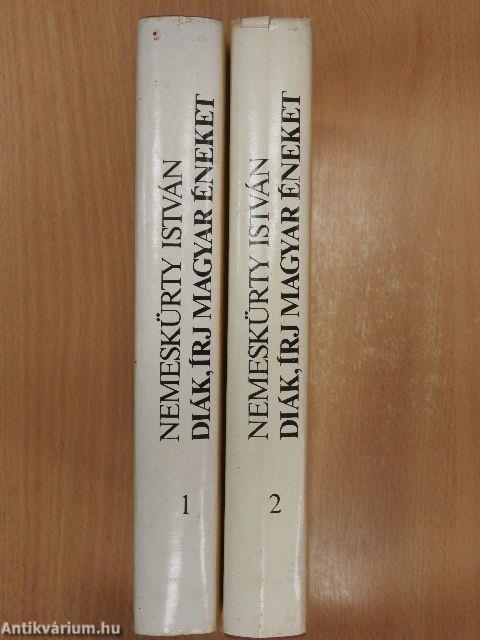 NEMESKÜRTY ISTVÁN
DIÁK, ÍRJ MAGYAR ÉNEKET
1
NEMESKÜRTY ISTVÁN
DIÁK, ÍRJ MAGYAR ÉNEKET
2
Antikvárium.hu